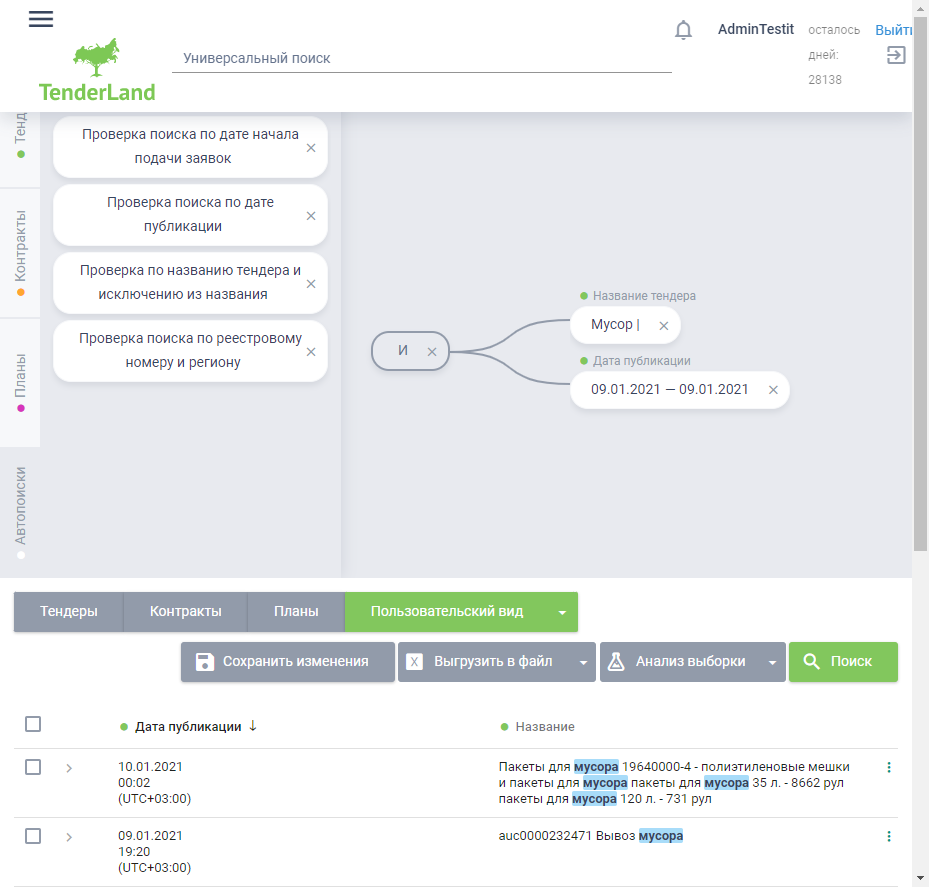 AdminTestit
осталось
дней:
28138
Выйти
Универсальный поиск
TenderLand
Тенд
Контракты
Планы
Автопоиски
Проверка поиска по дате начала
подачи заявок
Проверка поиска по дате
публикации
Проверка по названию тендера и
исключению из названия
Проверка поиска по реестровому
номеру и региону
И
Название тендера
Мусор |
Дата публикации
09.01.2021 — 09.01.2021
Тендеры
Контракты
Планы
Пользовательский вид
Сохранить изменения
X Выгрузить в файл
Анализ выборки
Поиск
Дата публикации
Название
10.01.2021
00:02
(UTC+03:00)
Пакеты для мусора 19640000-4 - полиэтиленовые мешки
и пакеты для мусора пакеты для мусора 35 л. - 8662 рул
пакеты для мусора 120 л. - 731 рул
09.01.2021
19:20
(UTC+03:00)
auc0000232471 Вывоз мусора